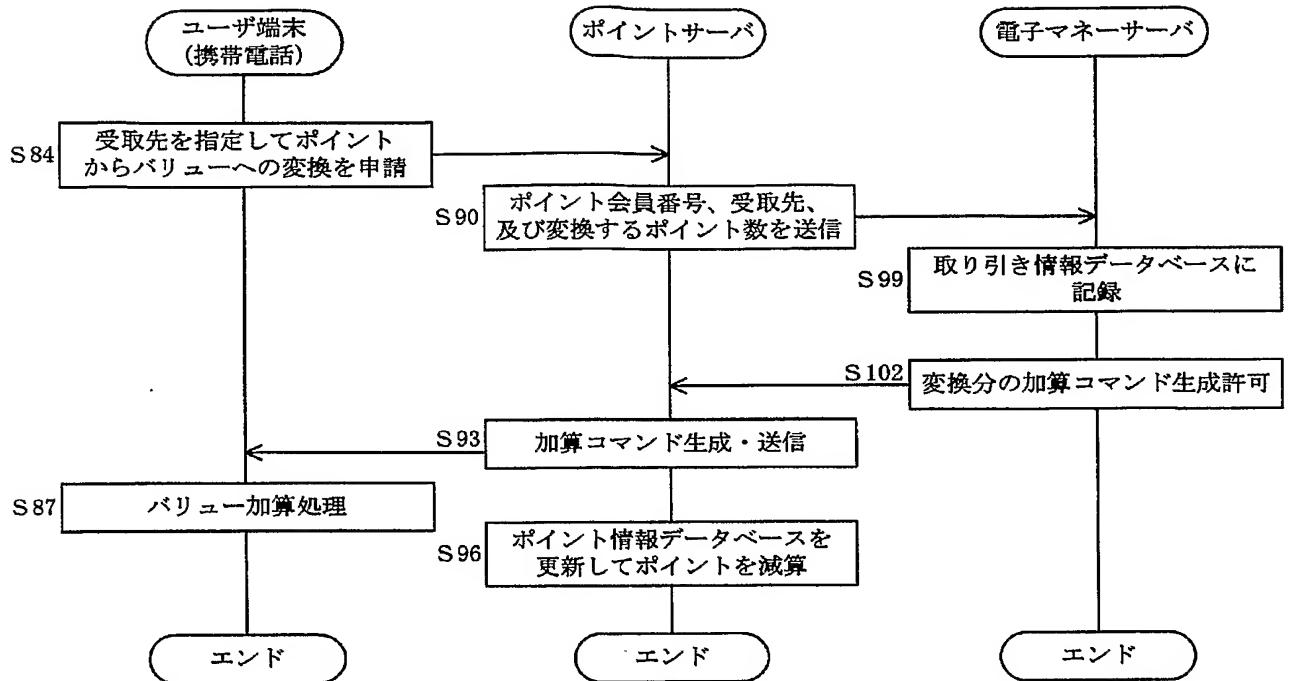 ユーザ端末
(携帯電話)
ポイントサーバ
電子マネーサーバ
S84
受取先を指定してポイント
からバリューへの変換を申請
S90
ポイント会員番号、受取先、
及び変換するポイント数を送信
S99
取り引き情報データベースに
記録
S102
変換分の加算コマンド生成許可
S93
加算コマンド生成・送信
S87
バリュー加算処理
S96
ポイント情報データベースを
更新してポイントを減算
エンド
エンド
エンド